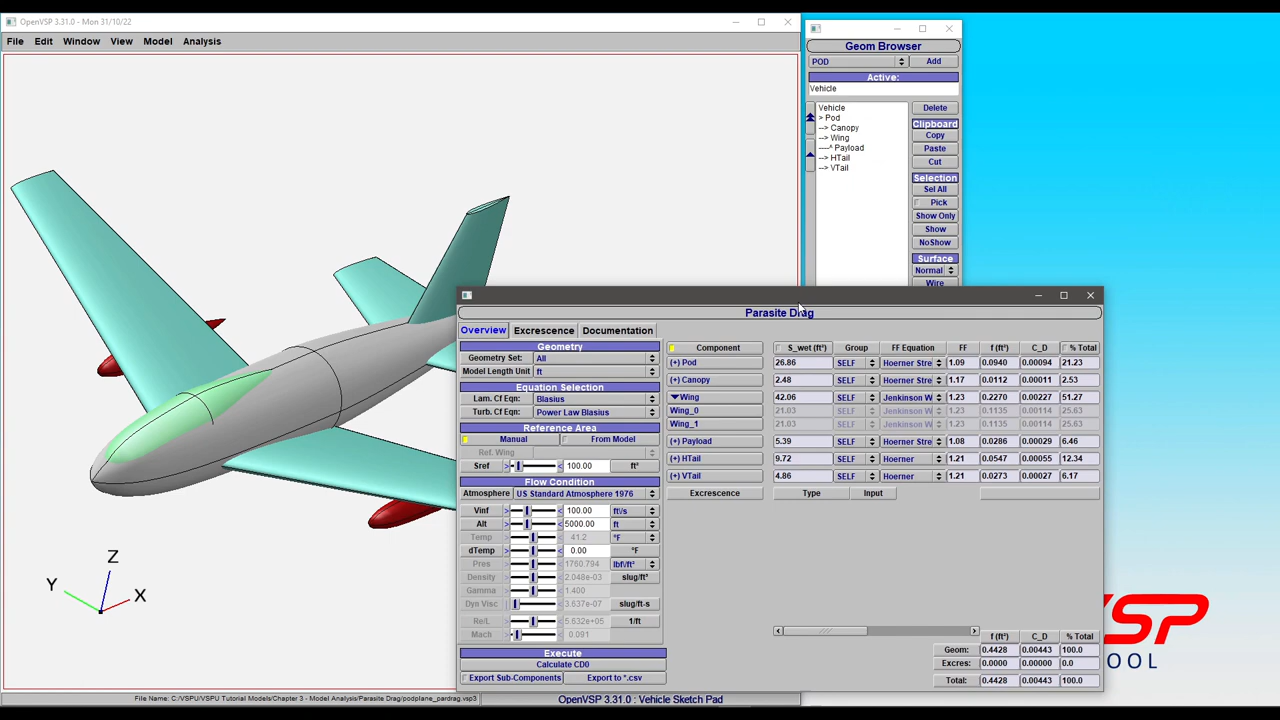 OpenVSP 3.31.0 - Mon 31/10/22
File Edit Window View Model Analysis
Z
Y
X
File Name: C:/VSPU/VSPU Tutorial Models/Chapter 3 - Model Analysis/Parasite Drag/podplane_pardrag.vsp3
OpenVSP 3.31.0 : Vehicle Sketch Pad
Geom Browser
POD Add
Active:
Vehicle
Vehicle
> Pod
--> Canopy
--> Wing
----^ Payload
--> HTail
--> VTail
Delete
Clipboard
Copy
Paste
Cut
Selection
Sel All
Pick
Show Only
Show
NoShow
Surface
Normal
Wire
Parasite Drag
Overview Excrescence Documentation
Geometry
Geometry Set: All
Model Length Unit ft
Equation Selection
Lam. Cf Eqn: Blasius
Turb. Cf Eqn: Power Law Blasius
Reference Area
Manual From Model
Ref. Wing
Sref > < 100.00 ft²
Flow Condition
Atmosphere US Standard Atmosphere 1976
Vinf > < 100.00 ft/s
Alt > < 5000.00 ft
Temp > < 41.2 °F
dTemp > < 0.00 °F
Pres > < 1760.794 lbf/ft²
Density > < 2.048e-03 slug/ft³
Gamma > < 1.400
Dyn Visc < 3.637e-07 slug/ft-s
Re/L > < 5.632e+05 1/ft
Mach > < 0.091
Execute
Calculate CD0
Export Sub-Components Export to *.csv
Component S_wet (ft²) Group FF Equation FF f (ft²) C_D % Total
(+) Pod 26.86 SELF Hoerner Stre 1.09 0.0940 0.00094 21.23
(+) Canopy 2.48 SELF Hoerner Stre 1.17 0.0112 0.00011 2.53
Wing 42.06 SELF Jenkinson W 1.23 0.2270 0.00227 51.27
Wing_0 21.03 SELF Jenkinson W 1.23 0.1135 0.00114 25.63
Wing_1 21.03 SELF Jenkinson W 1.23 0.1135 0.00114 25.63
(+) Payload 5.39 SELF Hoerner Stre 1.08 0.0286 0.00029 6.46
(+) HTail 9.72 SELF Hoerner 1.21 0.0547 0.00055 12.34
(+) VTail 4.86 SELF Hoerner 1.21 0.0273 0.00027 6.17
Excrescence Type Input
f (ft²) C_D % Total
Geom: 0.4428 0.00443 100.0
Excres: 0.0000 0.00000 0.0
Total: 0.4428 0.00443 100.0
VSP
OOL